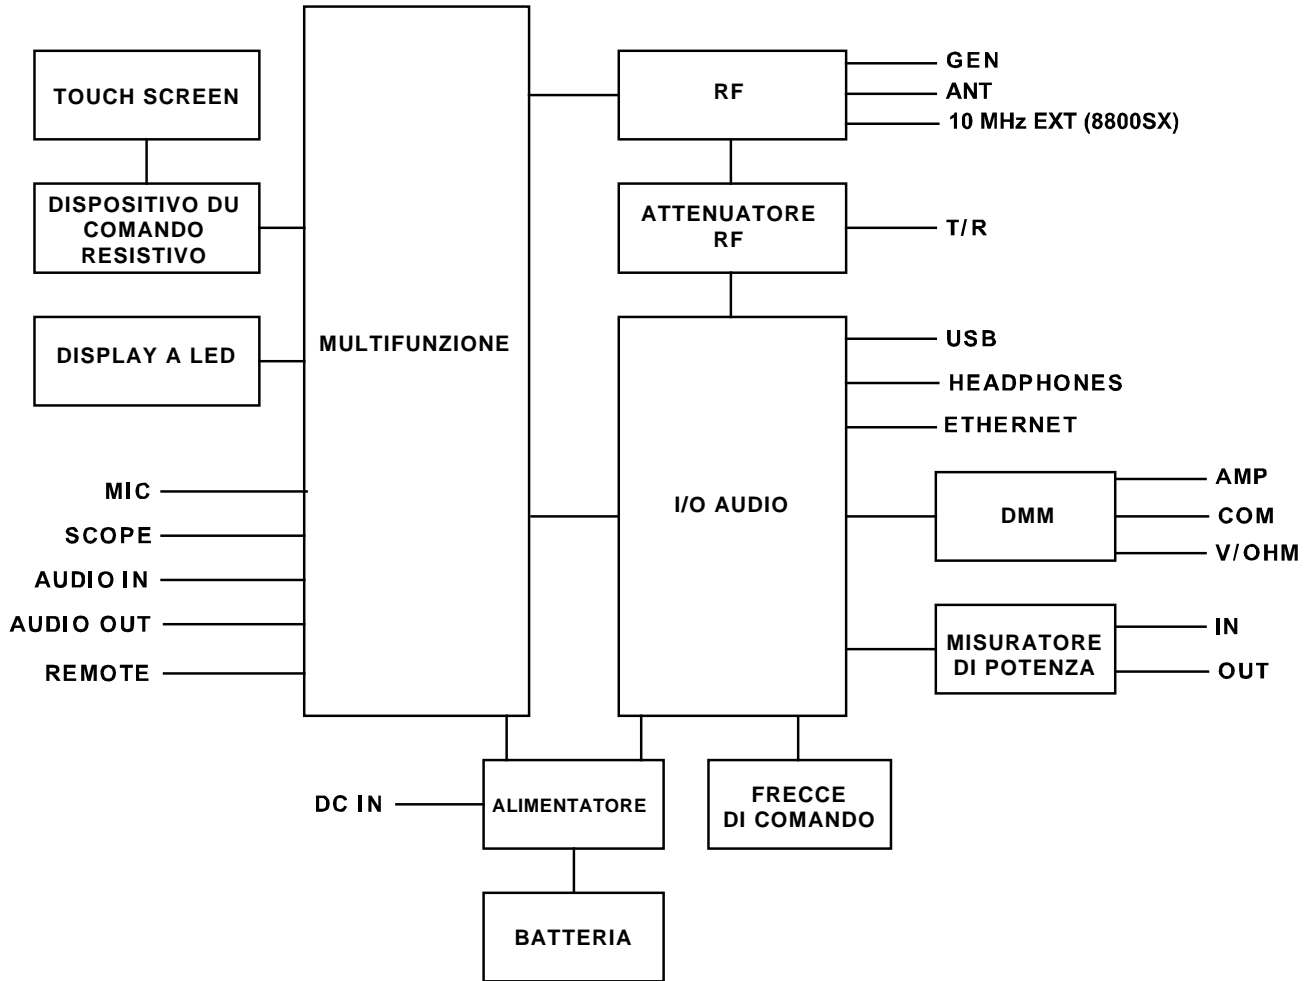 TOUCH SCREEN
DISPOSITIVO DU
COMANDO
RESISTIVO
DISPLAY A LED
MIC
SCOPE
AUDIO IN
AUDIO OUT
REMOTE
MULTIFUNZIONE
RF
GEN
ANT
10 MHz EXT (8800SX)
ATTENUATORE
RF
T/R
I/O AUDIO
USB
HEADPHONES
ETHERNET
DMM
AMP
COM
V/OHM
MISURATORE
DI POTENZA
IN
OUT
DC IN
ALIMENTATORE
FRECCE
DI COMANDO
BATTERIA